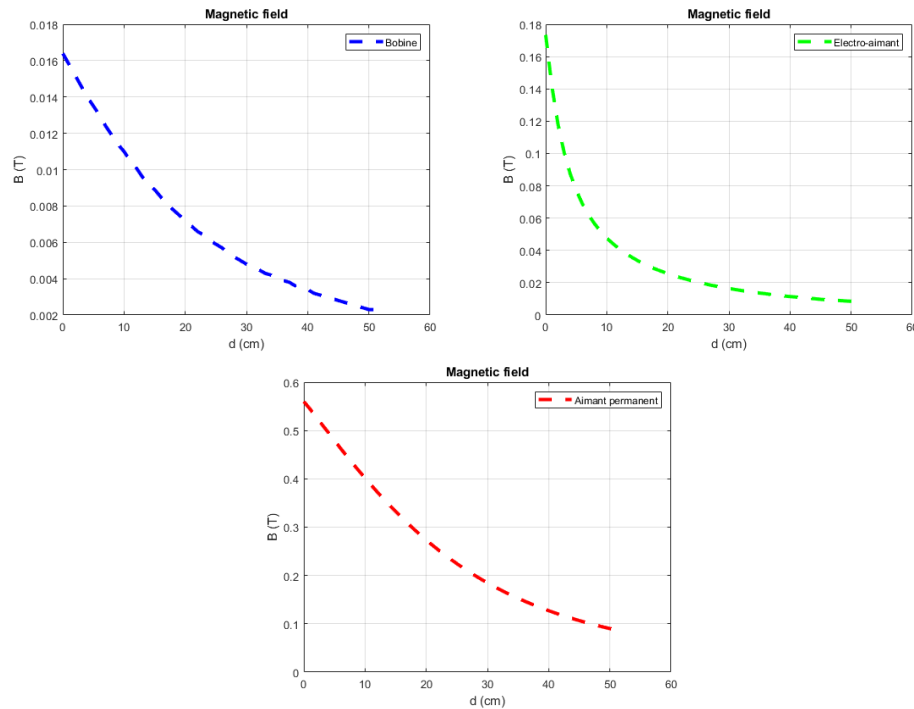 Magnetic field
Bobine
0.018
0.016
0.014
0.012
0.01
0.008
0.006
0.004
0.002
B (T)
0 10 20 30 40 50 60
d (cm)
Magnetic field
Electro-aimant
0.18
0.16
0.14
0.12
0.1
0.08
0.06
0.04
0.02
0
B (T)
0 10 20 30 40 50 60
d (cm)
Magnetic field
Aimant permanent
0.6
0.5
0.4
0.3
0.2
0.1
0
B (T)
0 10 20 30 40 50 60
d (cm)